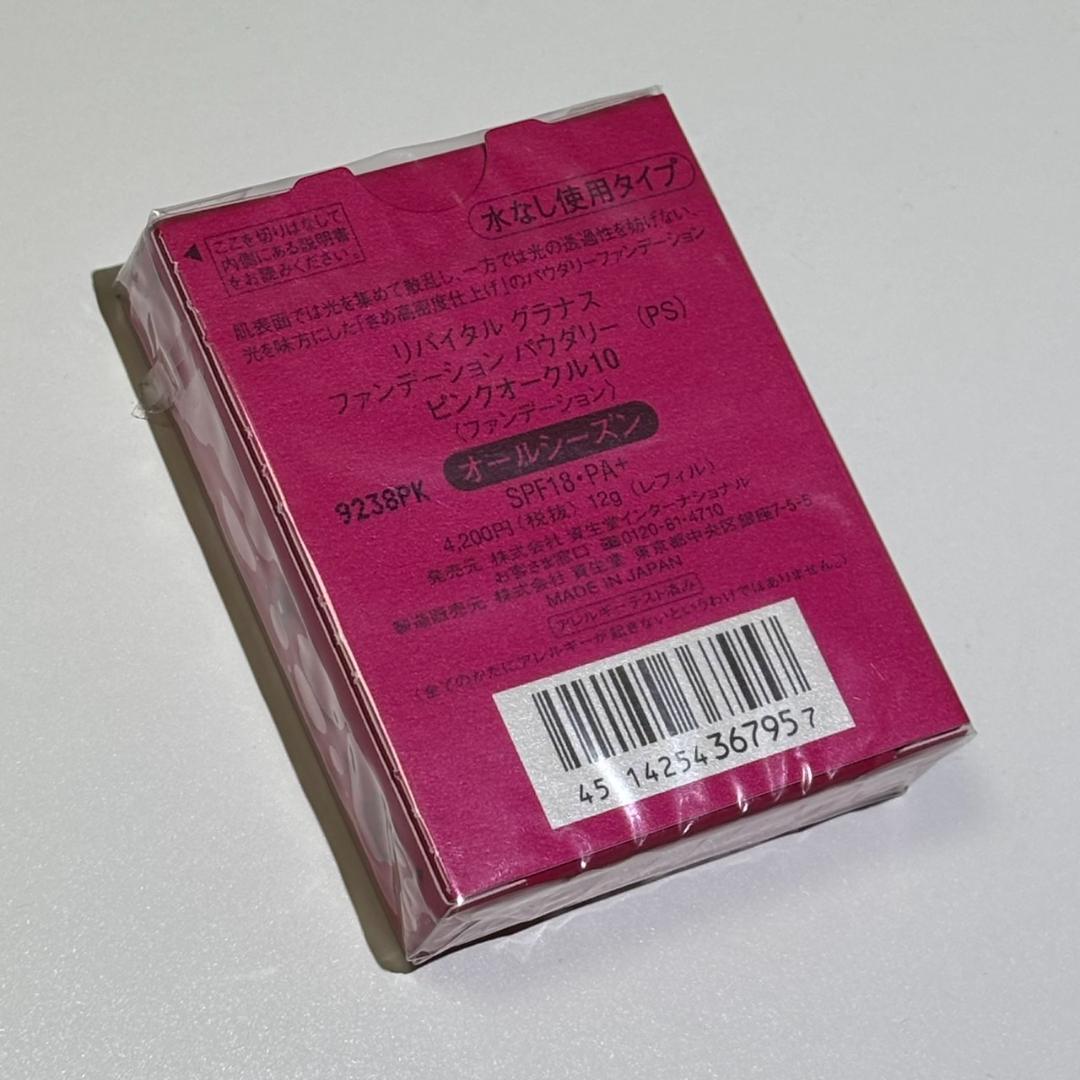 水なし使用タイプ
◀ ここを切りはなして
内側にある説明書
をお読みください。
肌表面では光を集めて散乱し、一方では光の透過性を妨げない、
光を味方にした「きめ高密度仕上げ」のパウダリーファンデーション
リバイタル グラナス
ファンデーション パウダリー (PS)
ピンクオークル10
〈ファンデーション〉
オールシーズン
9238PK
SPF18・PA+
4,200円〈税抜〉 12g〈レフィル〉
発売元 株式会社 資生堂インターナショナル
お客さま窓口 0120-81-4710
製造販売元 株式会社 資生堂 東京都中央区銀座7-5-5
MADE IN JAPAN
アレルギーテスト済み
(全てのかたにアレルギーが起きないというわけではありません。)
4514254367957